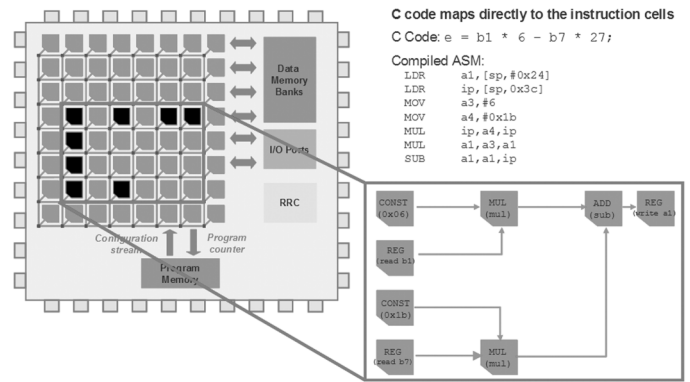 C code maps directly to the instruction cells
C Code: e = b1 * 6 - b7 * 27;
Compiled ASM:
LDR a1,[sp,#0x24]
LDR ip,[sp,0x3c]
MOV a3,#6
MOV a4,#0x1b
MUL ip,a4,ip
MUL a1,a3,a1
SUB a1,a1,ip
Data
Memory
Banks
I/O Ports
RRC
Configuration
stream
Program
counter
Program
Memory
CONST
(0x06)
MUL
(mul)
ADD
(sub)
REG
(write a1)
REG
(read b1)
CONST
(0x1b)
REG
(read b7)
MUL
(mul)